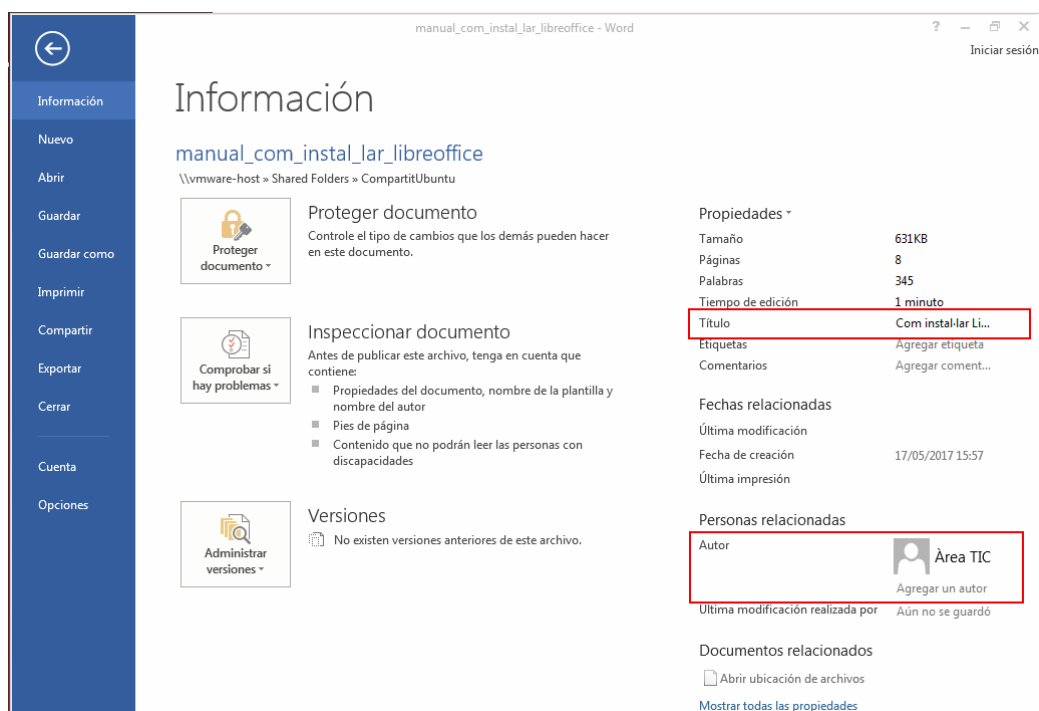 manual_com_instal_lar_libreoffice - Word
?
Iniciar sesión
Información
Nuevo
Abrir
Guardar
Guardar como
Imprimir
Compartir
Exportar
Cerrar
Cuenta
Opciones
Información
manual_com_instal_lar_libreoffice
\\vmware-host » Shared Folders » CompartitUbuntu
Proteger
documento
Proteger documento
Controle el tipo de cambios que los demás pueden hacer
en este documento.
Comprobar si
hay problemas
Inspeccionar documento
Antes de publicar este archivo, tenga en cuenta que
contiene:
Propiedades del documento, nombre de la plantilla y
nombre del autor
Pies de página
Contenido que no podrán leer las personas con
discapacidades
Administrar
versiones
Versiones
No existen versiones anteriores de este archivo.
Propiedades
Tamaño 631KB
Páginas 8
Palabras 345
Tiempo de edición 1 minuto
Título Com instal·lar Li...
Etiquetas Agregar etiqueta
Comentarios Agregar coment...
Fechas relacionadas
Última modificación
Fecha de creación 17/05/2017 15:57
Última impresión
Personas relacionadas
Autor Àrea TIC
Agregar un autor
Última modificación realizada por Aún no se guardó
Documentos relacionados
Abrir ubicación de archivos
Mostrar todas las propiedades